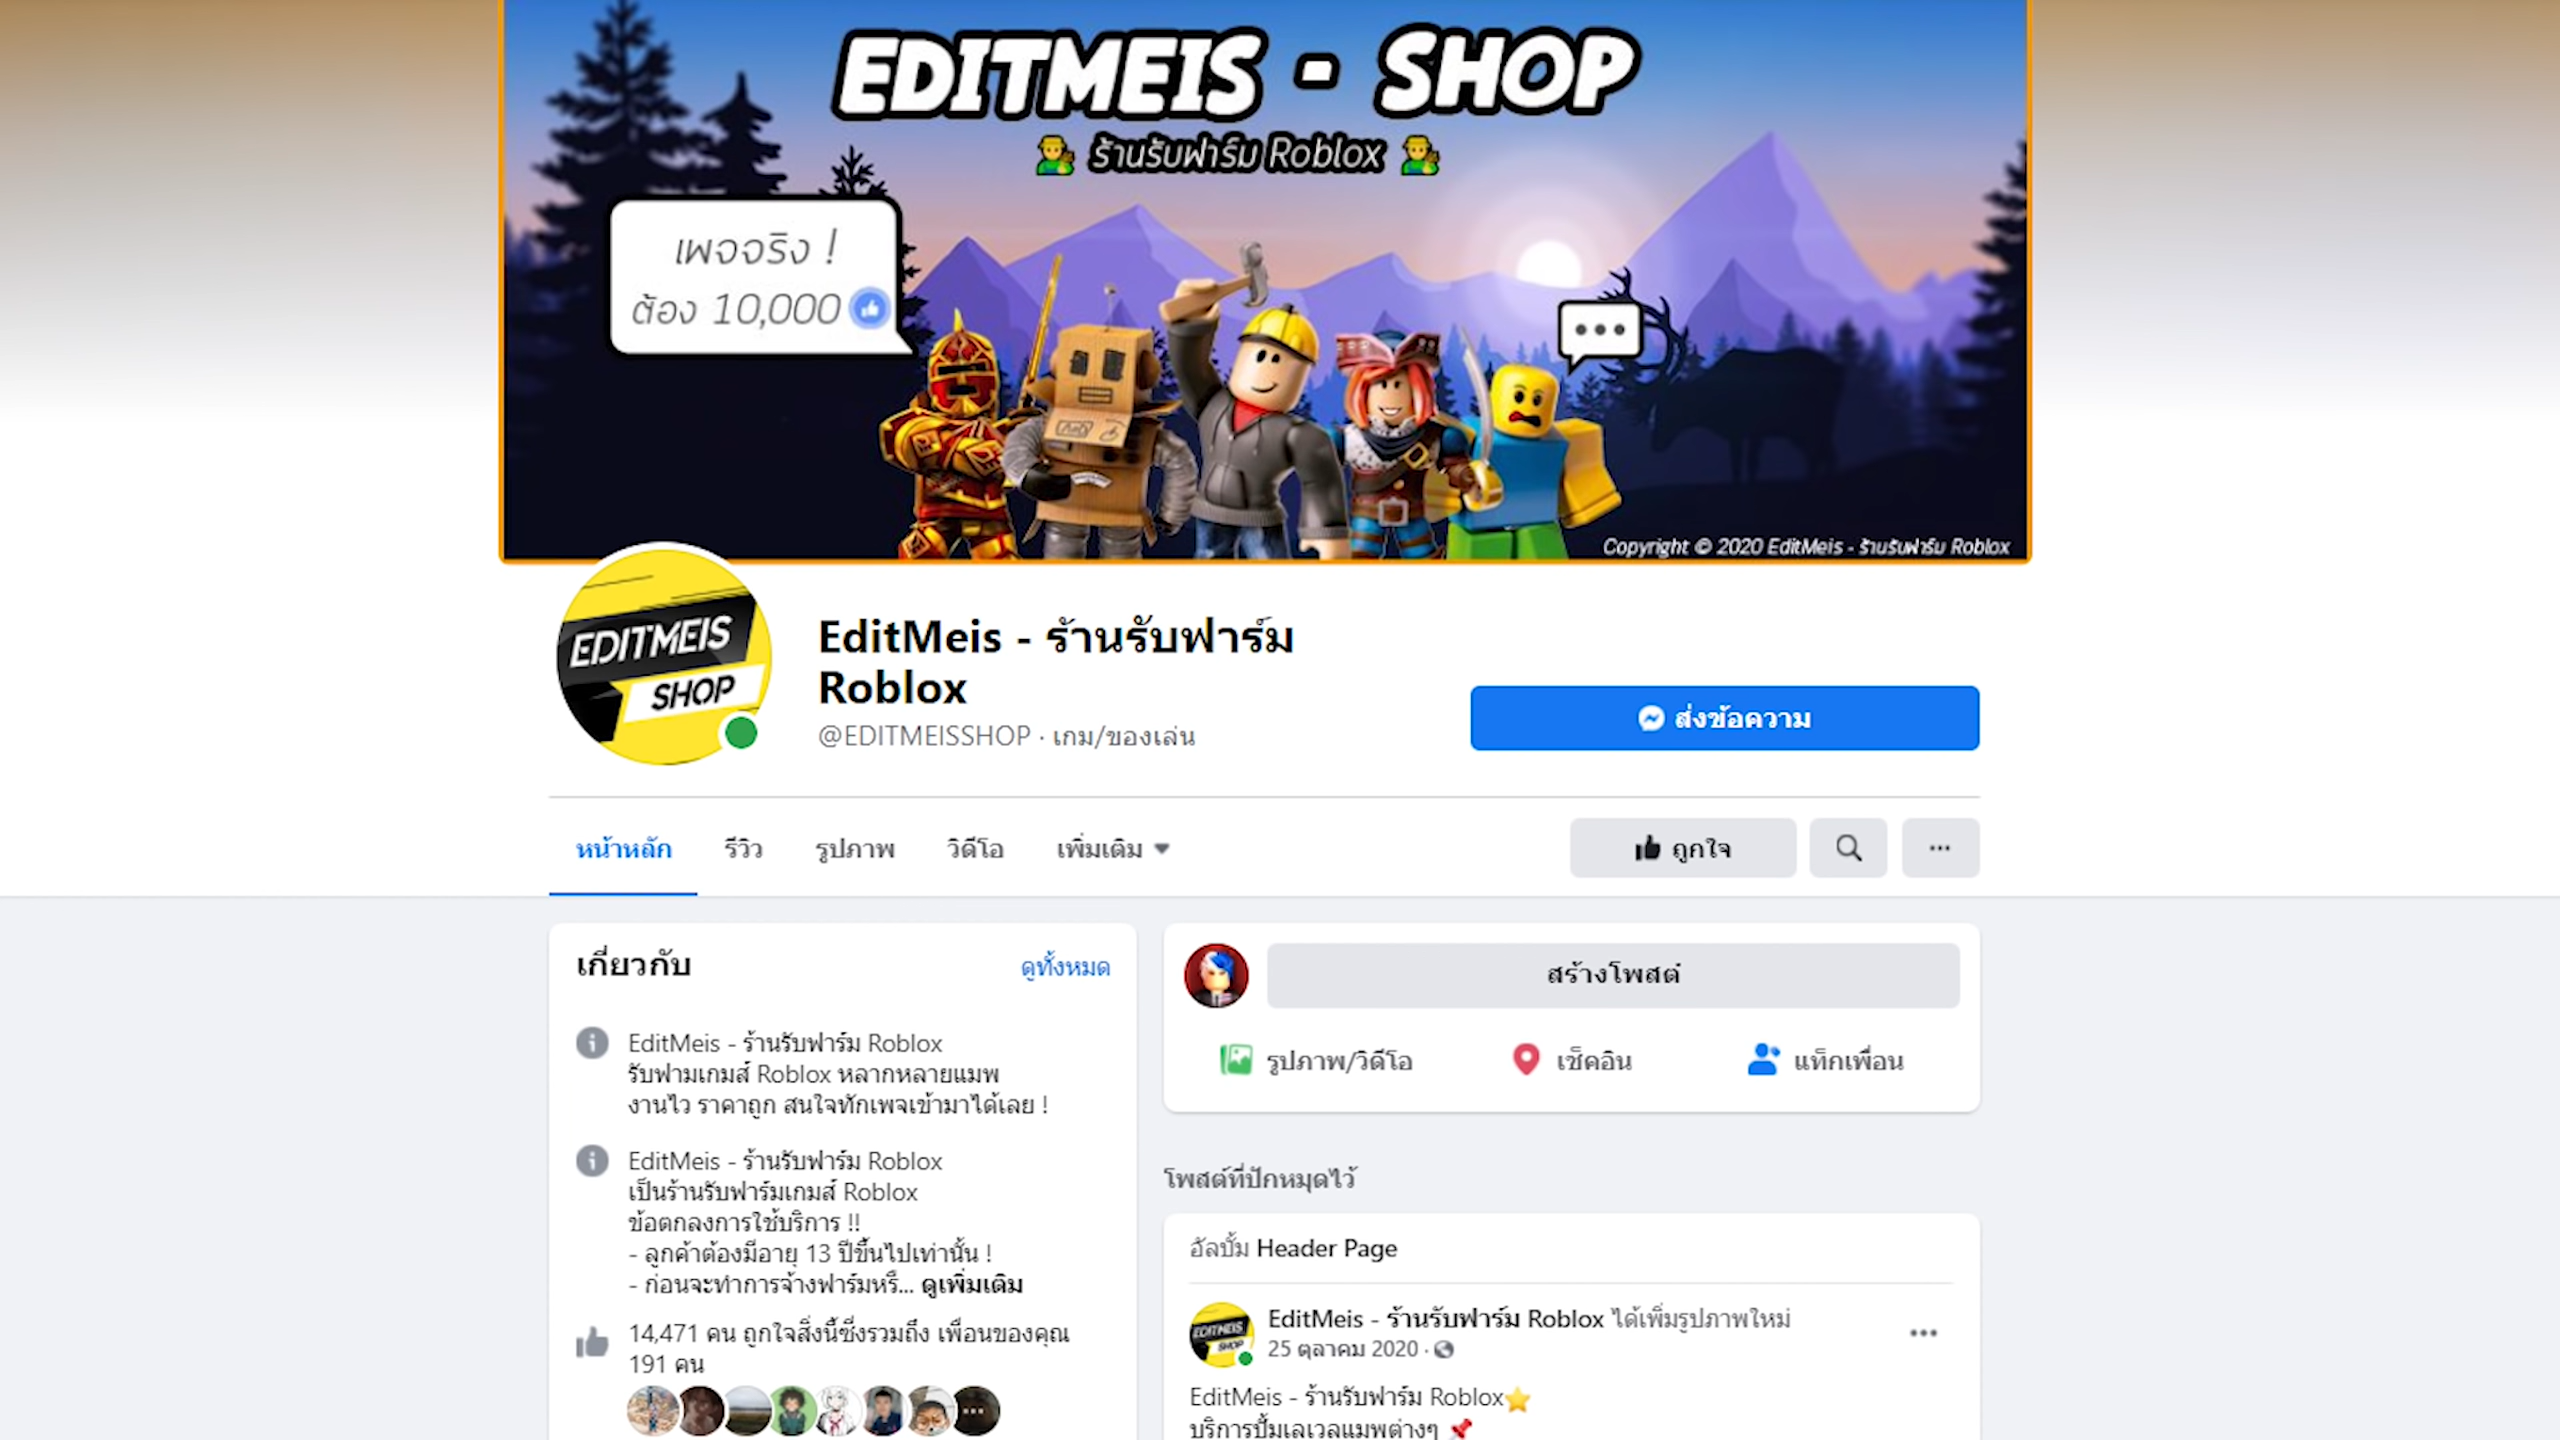 EDITMEIS - SHOP
ร้านรับฟาร์ม Roblox
เพจจริง !
ต้อง 10,000
Copyright © 2020 EditMeis - ร้านรับฟาร์ม Roblox
EDITMEIS
SHOP
EditMeis - ร้านรับฟาร์ม
Roblox
@EDITMEISSHOP · เกม/ของเล่น
ส่งข้อความ
หน้าหลัก รีวิว รูปภาพ วิดีโอ เพิ่มเติม
ถูกใจ
เกี่ยวกับ ดูทั้งหมด
EditMeis - ร้านรับฟาร์ม Roblox
รับฟามเกมส์ Roblox หลากหลายแมพ
งานไว ราคาถูก สนใจทักเพจเข้ามาได้เลย !
EditMeis - ร้านรับฟาร์ม Roblox
เป็นร้านรับฟาร์มเกมส์ Roblox
ข้อตกลงการใช้บริการ !!
- ลูกค้าต้องมีอายุ 13 ปีขึ้นไปเท่านั้น !
- ก่อนจะทำการจ้างฟาร์มหรื... ดูเพิ่มเติม
14,471 คน ถูกใจสิ่งนี้ซึ่งรวมถึง เพื่อนของคุณ
191 คน
สร้างโพสต์
รูปภาพ/วิดีโอ เช็คอิน แท็กเพื่อน
โพสต์ที่ปักหมุดไว้
อัลบั้ม Header Page
EDITMEIS
SHOP
EditMeis - ร้านรับฟาร์ม Roblox ได้เพิ่มรูปภาพใหม่
25 ตุลาคม 2020 ·
EditMeis - ร้านรับฟาร์ม Roblox
บริการปั้มเลเวลแมพต่างๆ